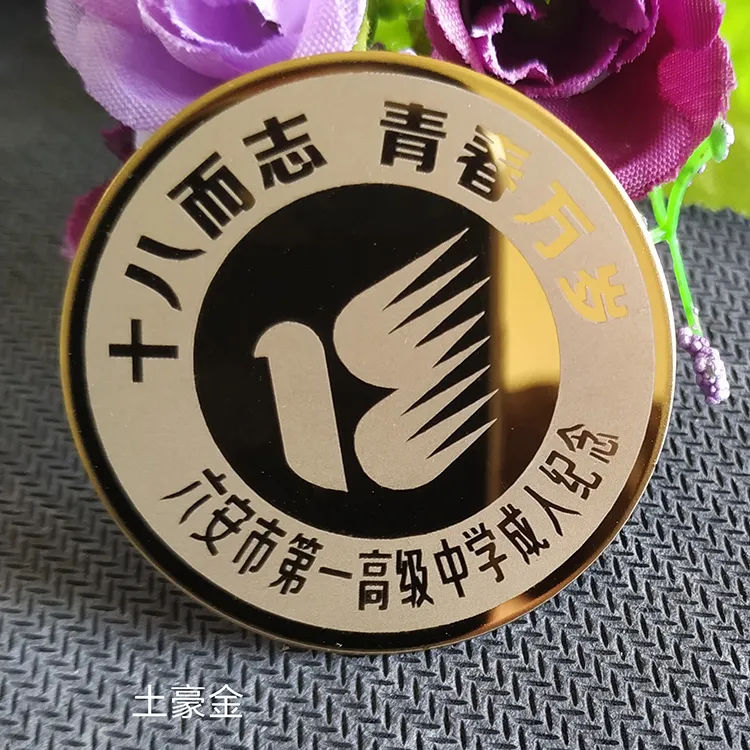 十八而志 青春万岁
18
六安市第一高级中学成人纪念
土豪金